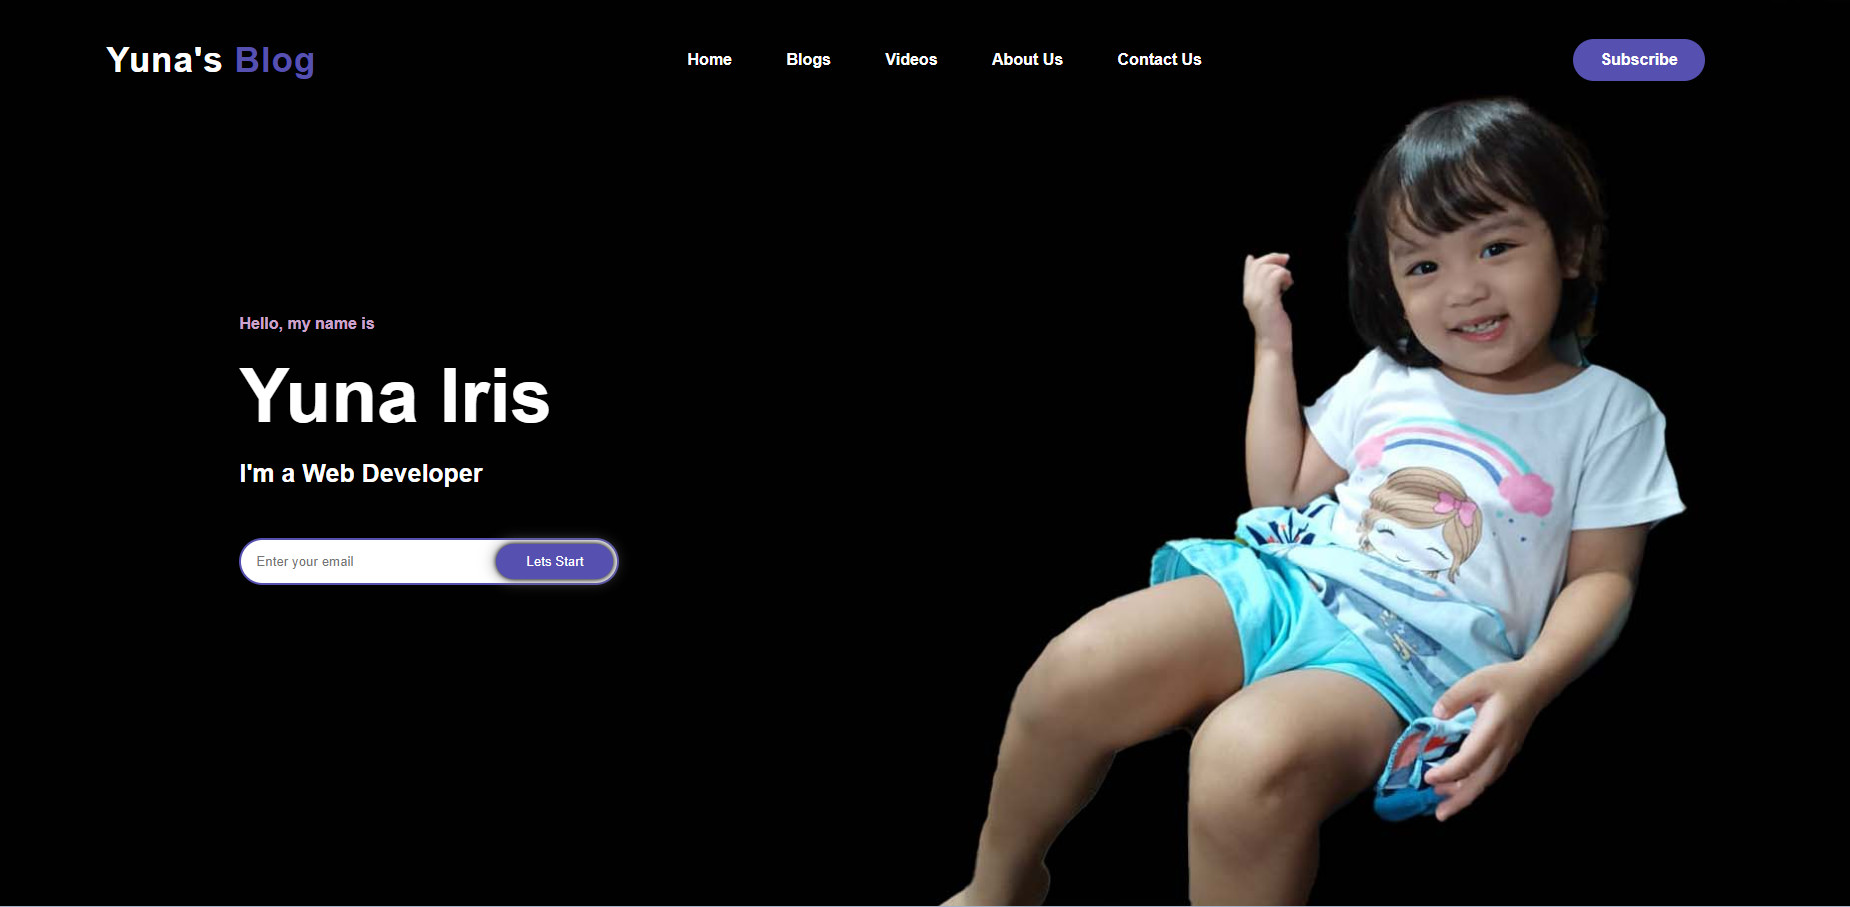 Yuna's Blog
Home Blogs Videos About Us Contact Us
Subscribe
Hello, my name is
Yuna Iris
I'm a Web Developer
Enter your email Lets Start